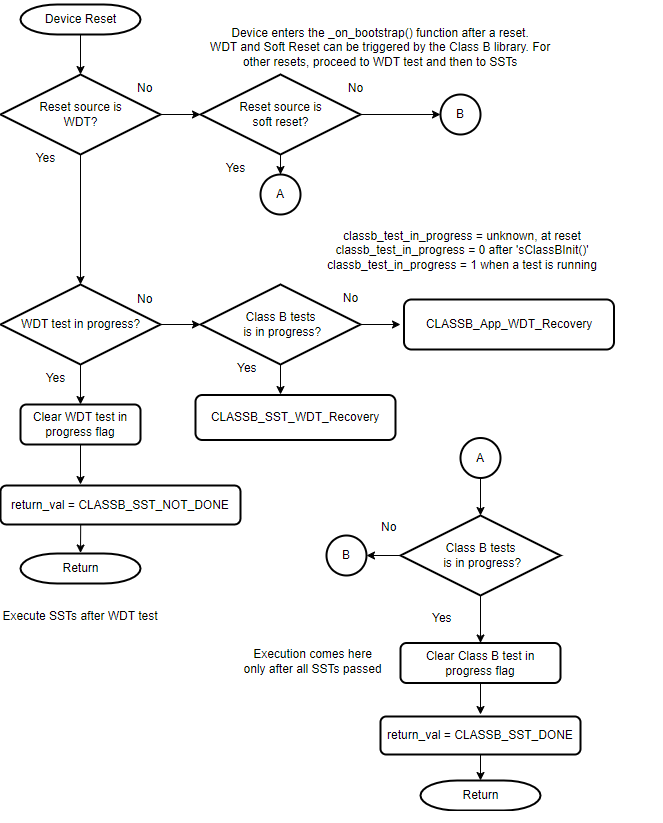 Device Reset
Device enters the _on_bootstrap() function after a reset.
WDT and Soft Reset can be triggered by the Class B library. For
other resets, proceed to WDT test and then to SSTs
Reset source is
WDT?
No
Reset source is
soft reset?
No
B
Yes
Yes
A
classb_test_in_progress = unknown, at reset
classb_test_in_progress = 0 after 'sClassBInit()'
classb_test_in_progress = 1 when a test is running
WDT test in progress?
No
Class B tests
is in progress?
No
CLASSB_App_WDT_Recovery
Yes
Yes
Clear WDT test in
progress flag
CLASSB_SST_WDT_Recovery
return_val = CLASSB_SST_NOT_DONE
Return
Execute SSTs after WDT test
A
Class B tests
is in progress?
No
B
Yes
Execution comes here
only after all SSTs passed
Clear Class B test in
progress flag
return_val = CLASSB_SST_DONE
Return